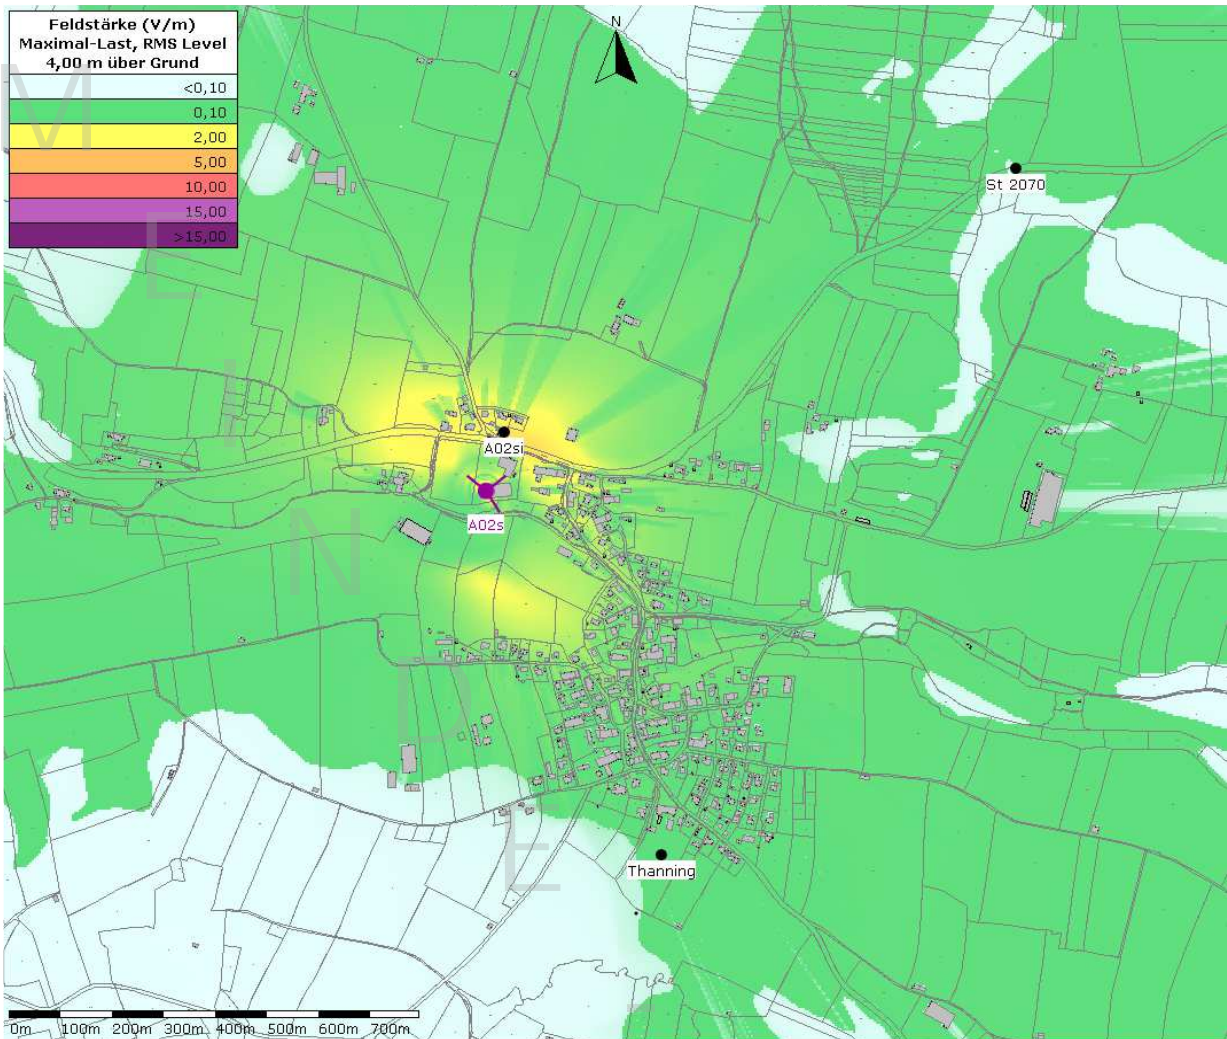 Feldstärke (V/m)
Maximal-Last, RMS Level
4,00 m über Grund
<0,10
0,10
2,00
5,00
10,00
15,00
>15,00
N
St 2070
A02si
A02s
Thanning
M
E
I
N
D
E
0m 100m 200m 300m 400m 500m 600m 700m